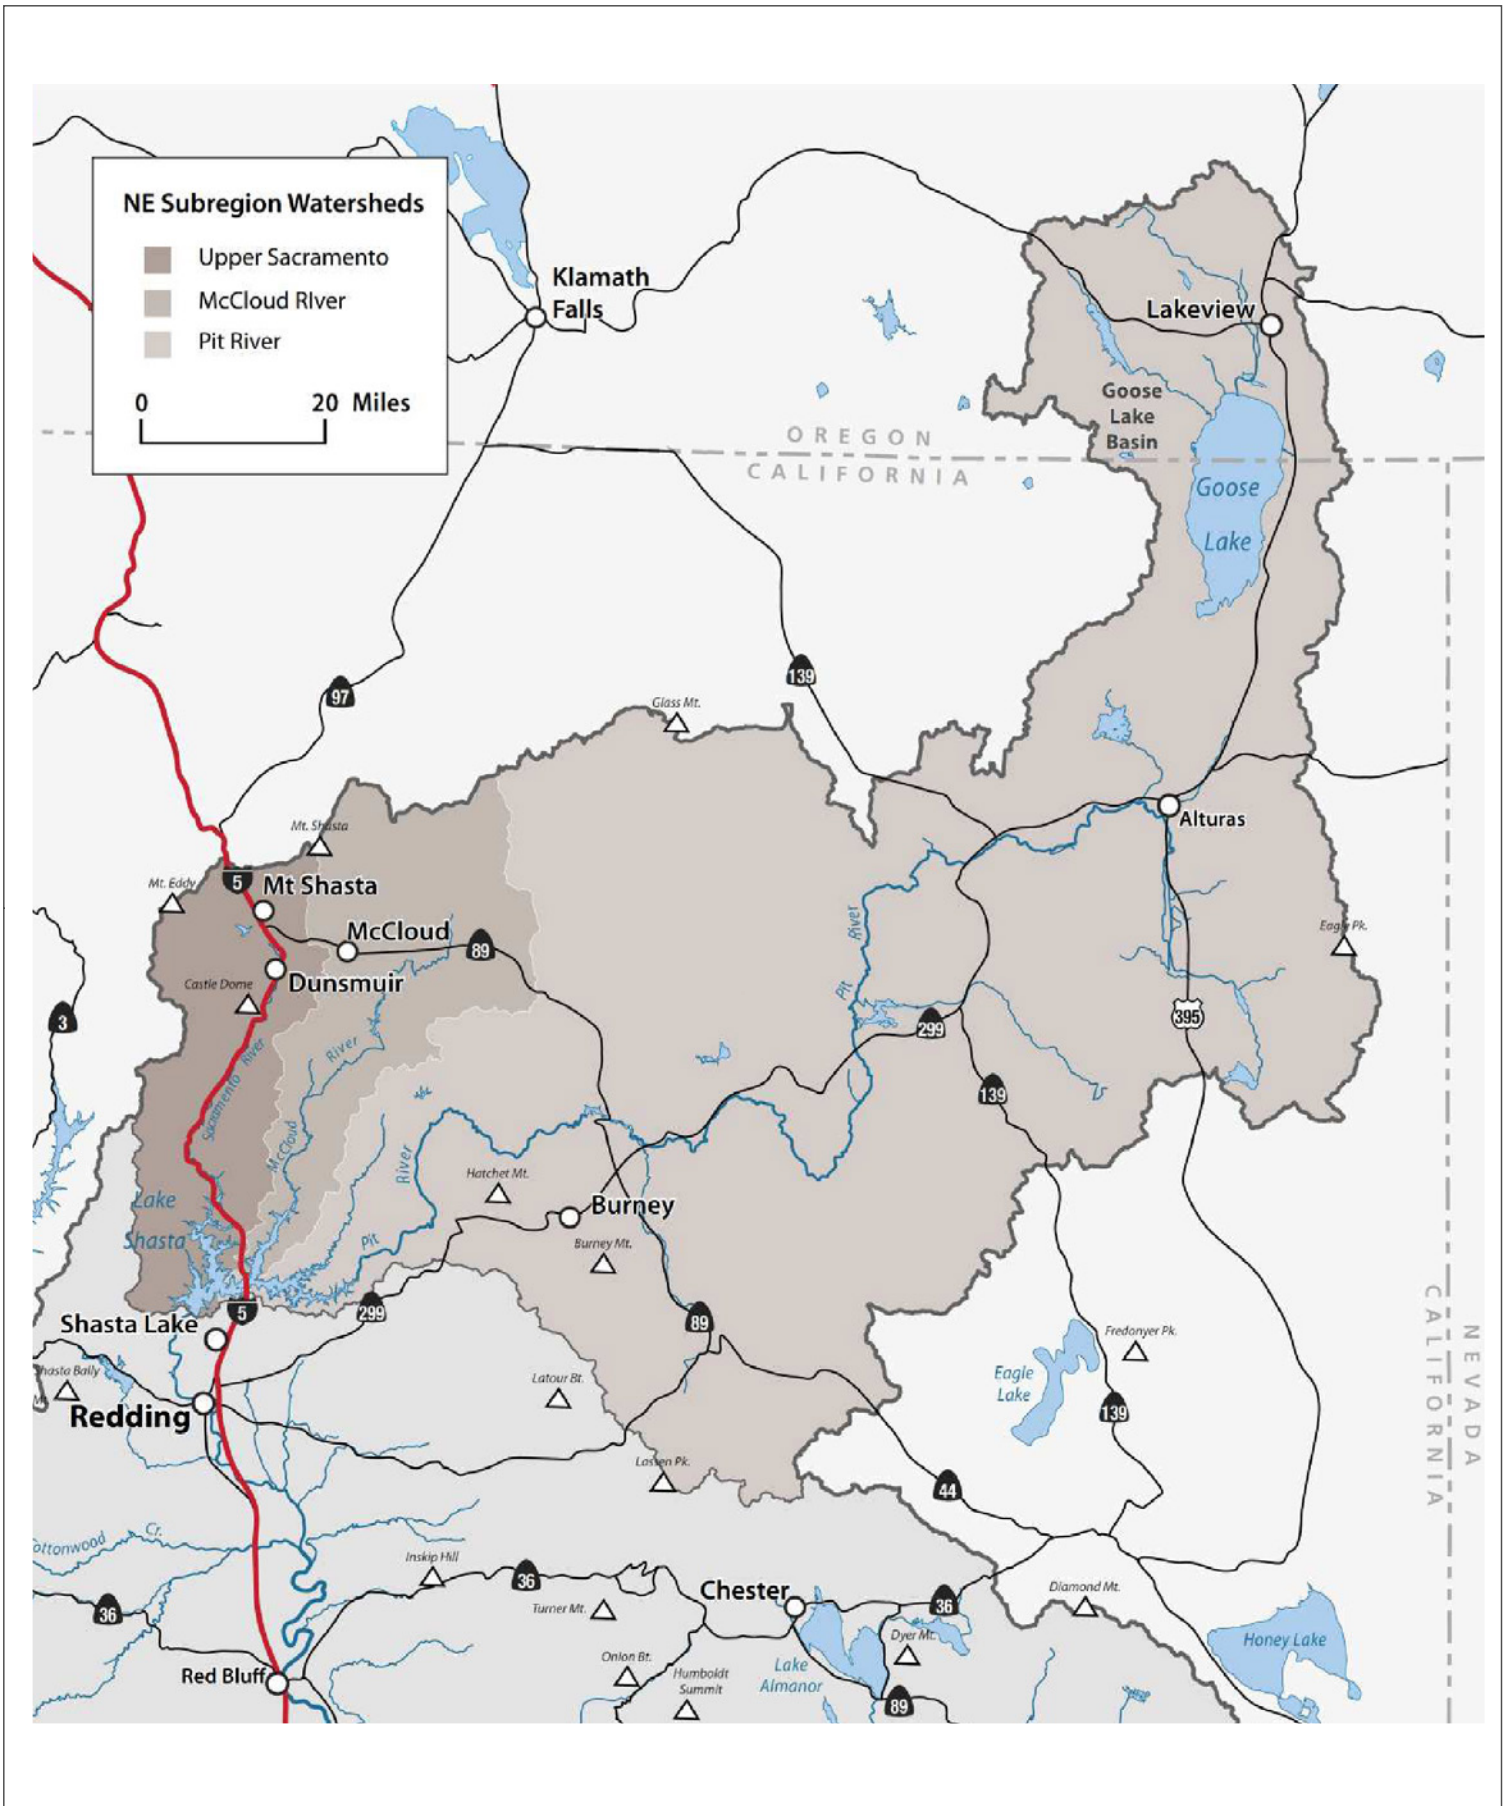 NE Subregion Watersheds
Upper Sacramento
McCloud RIver
Pit River
0 20 Miles
Klamath
Falls
Lakeview
Goose
Lake
Basin
OREGON
CALIFORNIA
Goose
Lake
139
97
Glass Mt.
Mt. Shasta
Alturas
5
Mt. Eddy
Mt Shasta
McCloud
89
Eagle Pk.
River
Pit
Castle Dome
Dunsmuir
3
299
395
River
River
Sacramento
McCloud
139
River
Hatchet Mt.
Lake
Shasta
Burney
Pit
Burney Mt.
5
299
89
Shasta Lake
Fredonyer Pk.
CALIFORNIA
NEVADA
Shasta Bally
Eagle
Lake
Latour Bt.
139
Redding
Lassen Pk.
44
Cottonwood Cr.
Inskip Hill
36
36
Chester
36
Diamond Mt.
Turner Mt.
Dyer Mt.
Honey Lake
Onion Bt.
Humboldt
Summit
Lake
Almanor
Red Bluff
89